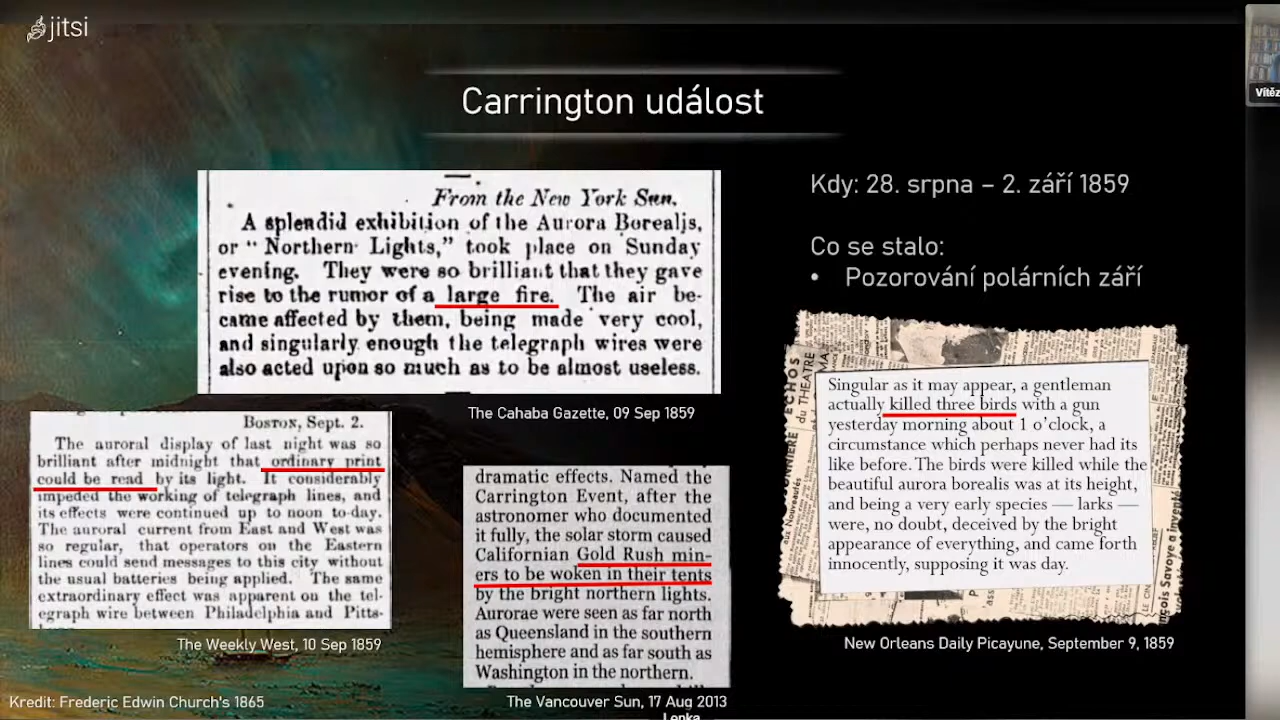 jitsi
Carrington událost
From the New York Sun.
A splendid exhibition of the Aurora Borealis,
or "Northern Lights," took place on Sunday
evening. They were so brilliant that they gave
rise to the rumor of a large fire. The air be-
came affected by them, being made very cool,
and singularly enough the telegraph wires were
also acted upon so much as to be almost useless.
The Cahaba Gazette, 09 Sep 1859
BOSTON, Sept. 2.
The auroral display of last night was so
brilliant after midnight that ordinary print
could be read by its light. It considerably
impeded the working of telegraph lines, and
its effects were continued up to noon to-day.
The auroral current from East and West was
so regular, that operators on the Eastern
lines could send messages to this city without
the usual batteries being applied. The same
extraordinary effect was apparent on the tel-
egraph wire between Philadelphia and Pitts-
The Weekly West, 10 Sep 1859
dramatic effects. Named the
Carrington Event, after the
astronomer who documented
it fully, the solar storm caused
Californian Gold Rush min-
ers to be woken in their tents
by the bright northern lights.
Aurorae were seen as far north
as Queensland in the southern
hemisphere and as far south as
Washington in the northern.
The Vancouver Sun, 17 Aug 2013
Lenka
Kdy: 28. srpna – 2. září 1859
Co se stalo:
• Pozorování polárních září
ECHOS
du THEATRE
Singular as it may appear, a gentleman
actually killed three birds with a gun
yesterday morning about 1 o'clock, a
circumstance which perhaps never had its
like before. The birds were killed while the
beautiful aurora borealis was at its height,
and being a very early species — larks —
were, no doubt, deceived by the bright
appearance of everything, and came forth
innocently, supposing it was day.
New Orleans Daily Picayune, September 9, 1859
Kredit: Frederic Edwin Church's 1865
Vítěz